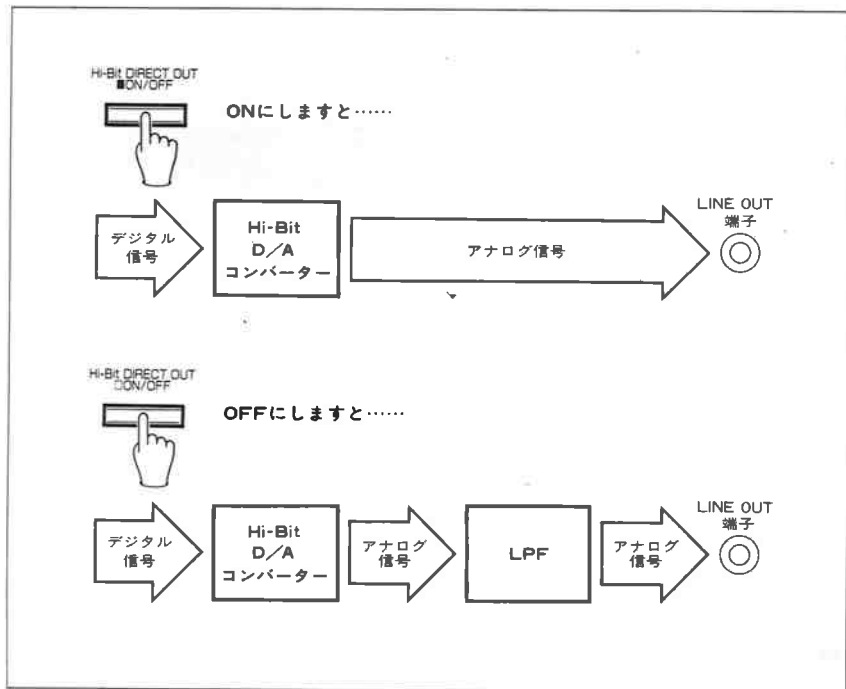 Hi-Bit DIRECT OUT
■ON/OFF
ONにしますと……
デジタル
信号
Hi-Bit
D/A
コンバーター
アナログ信号
LINE OUT
端子
Hi-Bit DIRECT OUT
□ON/OFF
OFFにしますと……
デジタル
信号
Hi-Bit
D/A
コンバーター
アナログ
信号
LPF
アナログ
信号
LINE OUT
端子